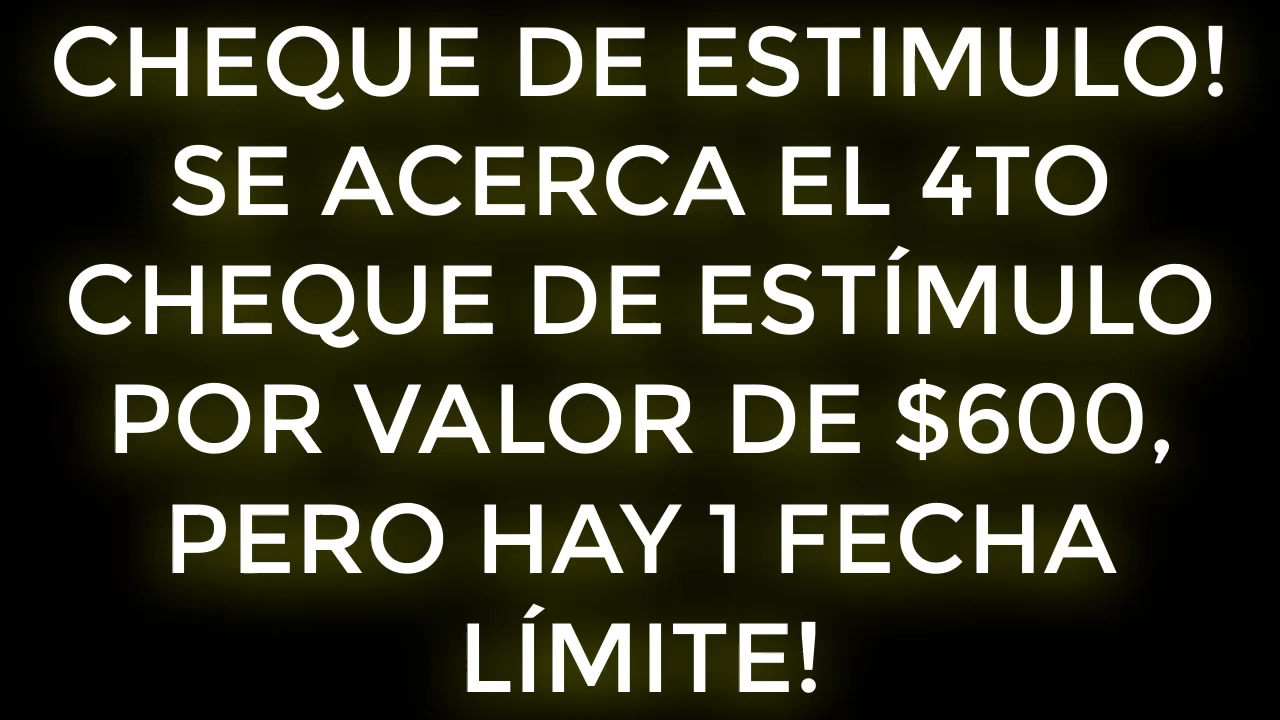 CHEQUE DE ESTIMULO!
SE ACERCA EL 4TO
CHEQUE DE ESTÍMULO
POR VALOR DE $600,
PERO HAY 1 FECHA
LÍMITE!